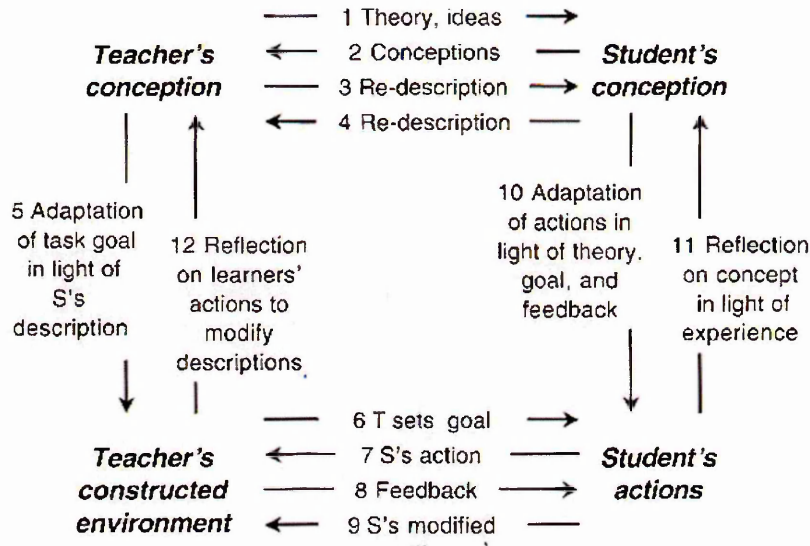 1 Theory, ideas
Teacher's
conception
2 Conceptions
3 Re-description
4 Re-description
Student's
conception
5 Adaptation
of task goal
in light of
S's
description
12 Reflection
on learners'
actions to
modify
descriptions
10 Adaptation
of actions in
light of theory,
goal, and
feedback
11 Reflection
on concept
in light of
experience
6 T sets goal
Teacher's
constructed
environment
7 S's action
8 Feedback
9 S's modified
Student's
actions